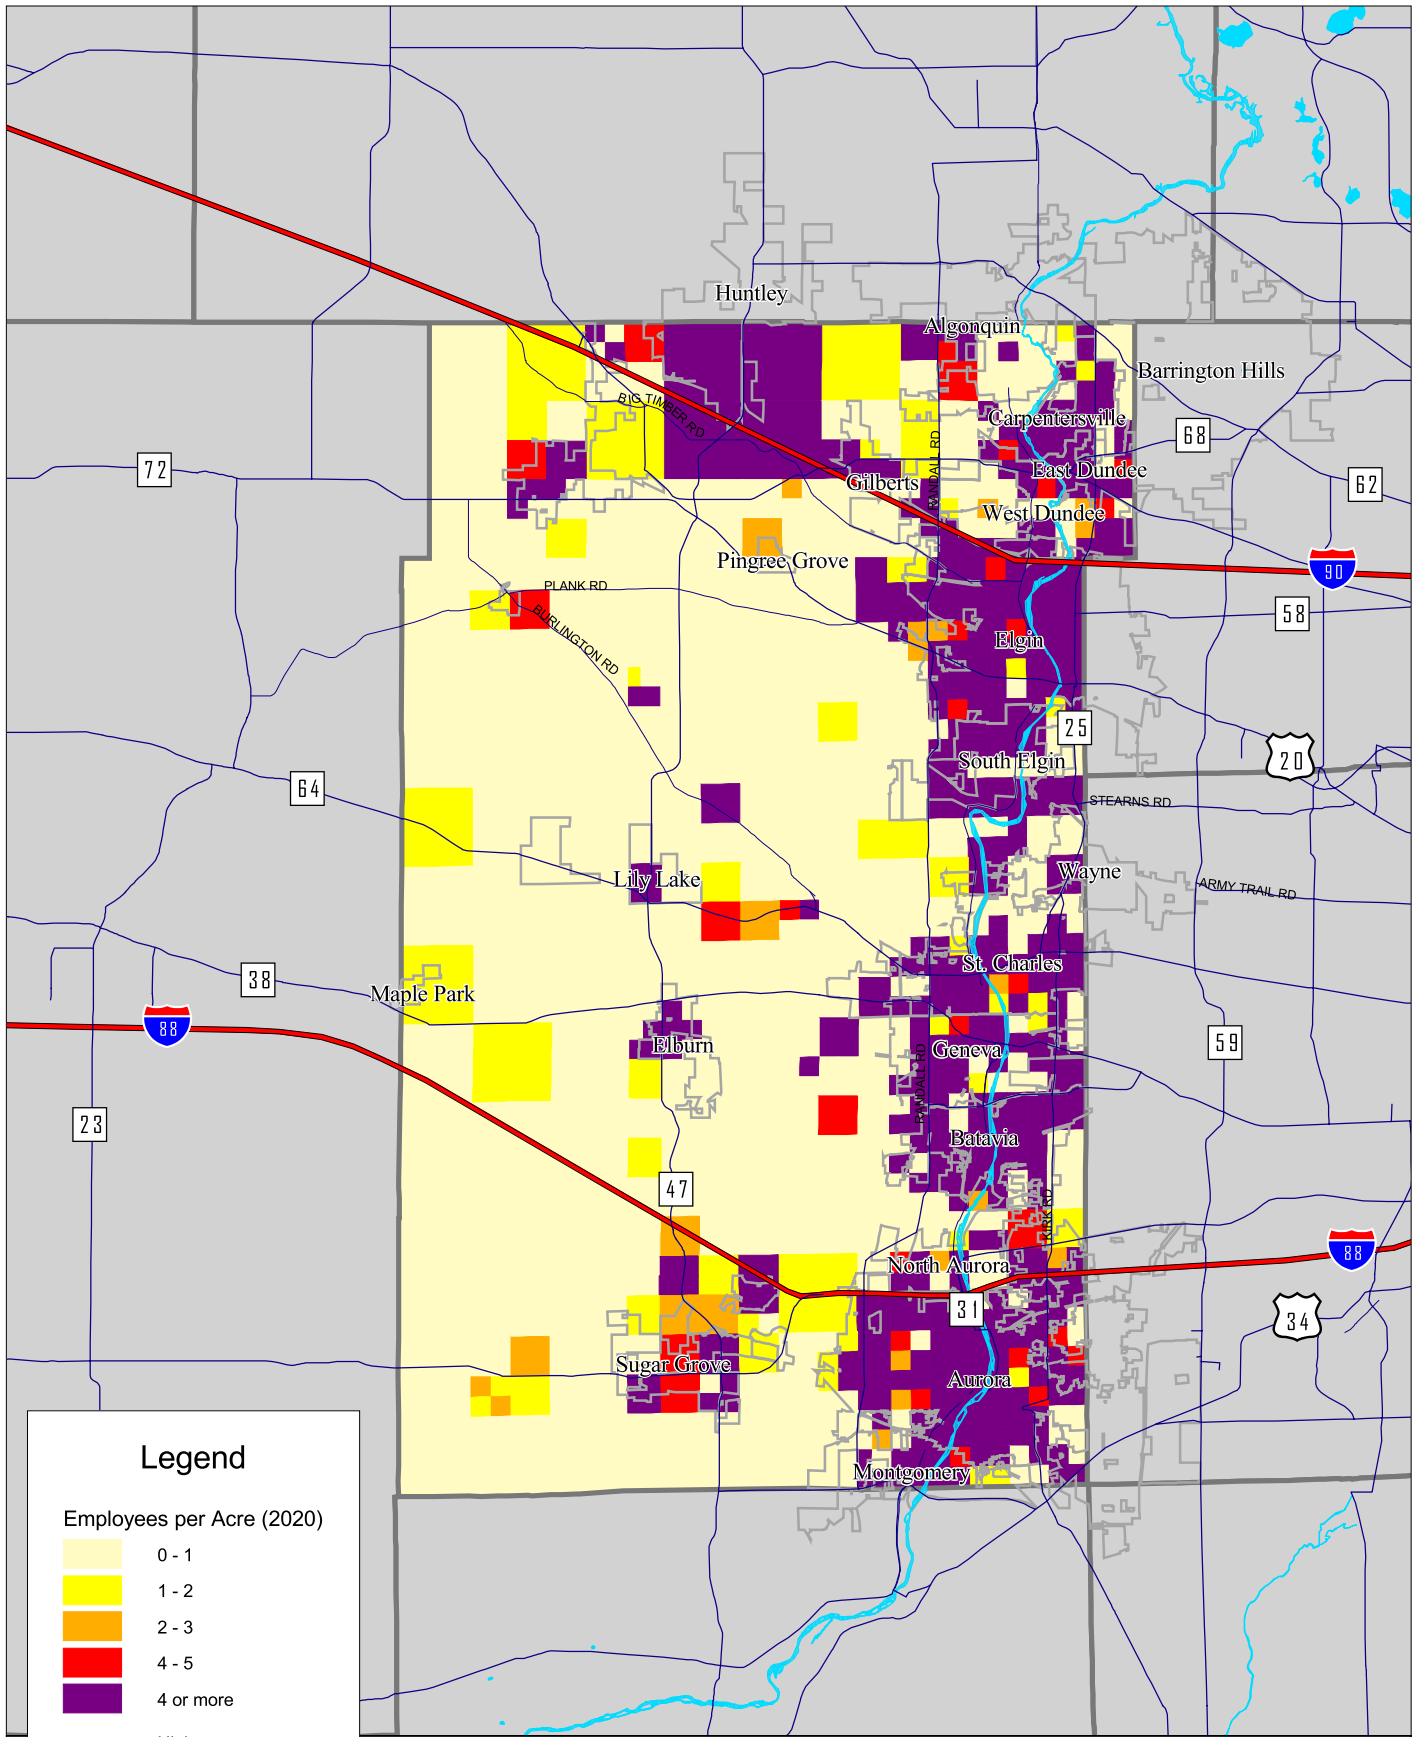 Huntley
Algonquin
Barrington Hills
BIG TIMBER RD
Carpentersville
68
RANDALL RD
72
East Dundee
62
Gilberts
West Dundee
Pingree Grove
90
PLANK RD
58
BURLINGTON RD
Elgin
25
20
South Elgin
64
STEARNS RD
Wayne
Lily Lake
ARMY TRAIL RD
St. Charles
38
Maple Park
88
Elburn
Geneva
59
RANDALL RD
23
Batavia
47
KIRK RD
88
North Aurora
31
34
Sugar Grove
Aurora
Montgomery
Legend
Employees per Acre (2020)
0 - 1
1 - 2
2 - 3
4 - 5
4 or more